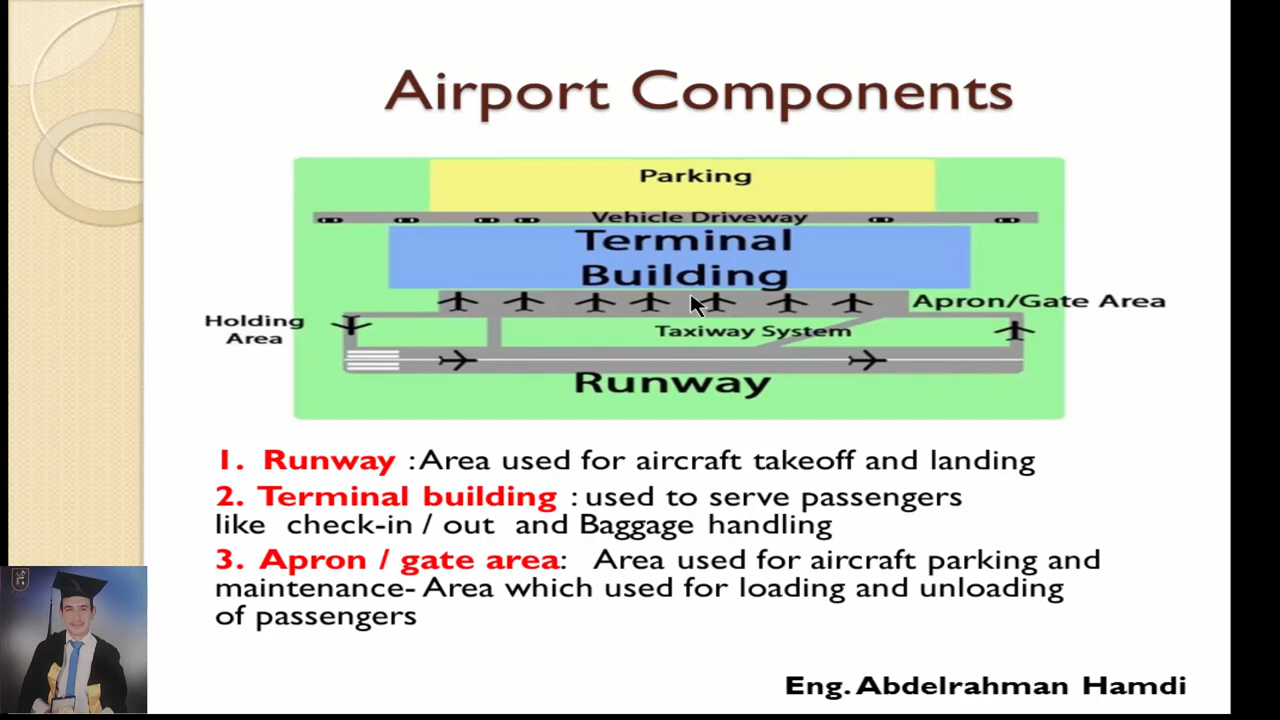 Airport Components
Parking
Vehicle Driveway
Terminal
Building
Apron/Gate Area
Holding
Area
Taxiway System
Runway
1. Runway : Area used for aircraft takeoff and landing
2. Terminal building : used to serve passengers
like check-in / out and Baggage handling
3. Apron / gate area: Area used for aircraft parking and
maintenance- Area which used for loading and unloading
of passengers
Eng. Abdelrahman Hamdi